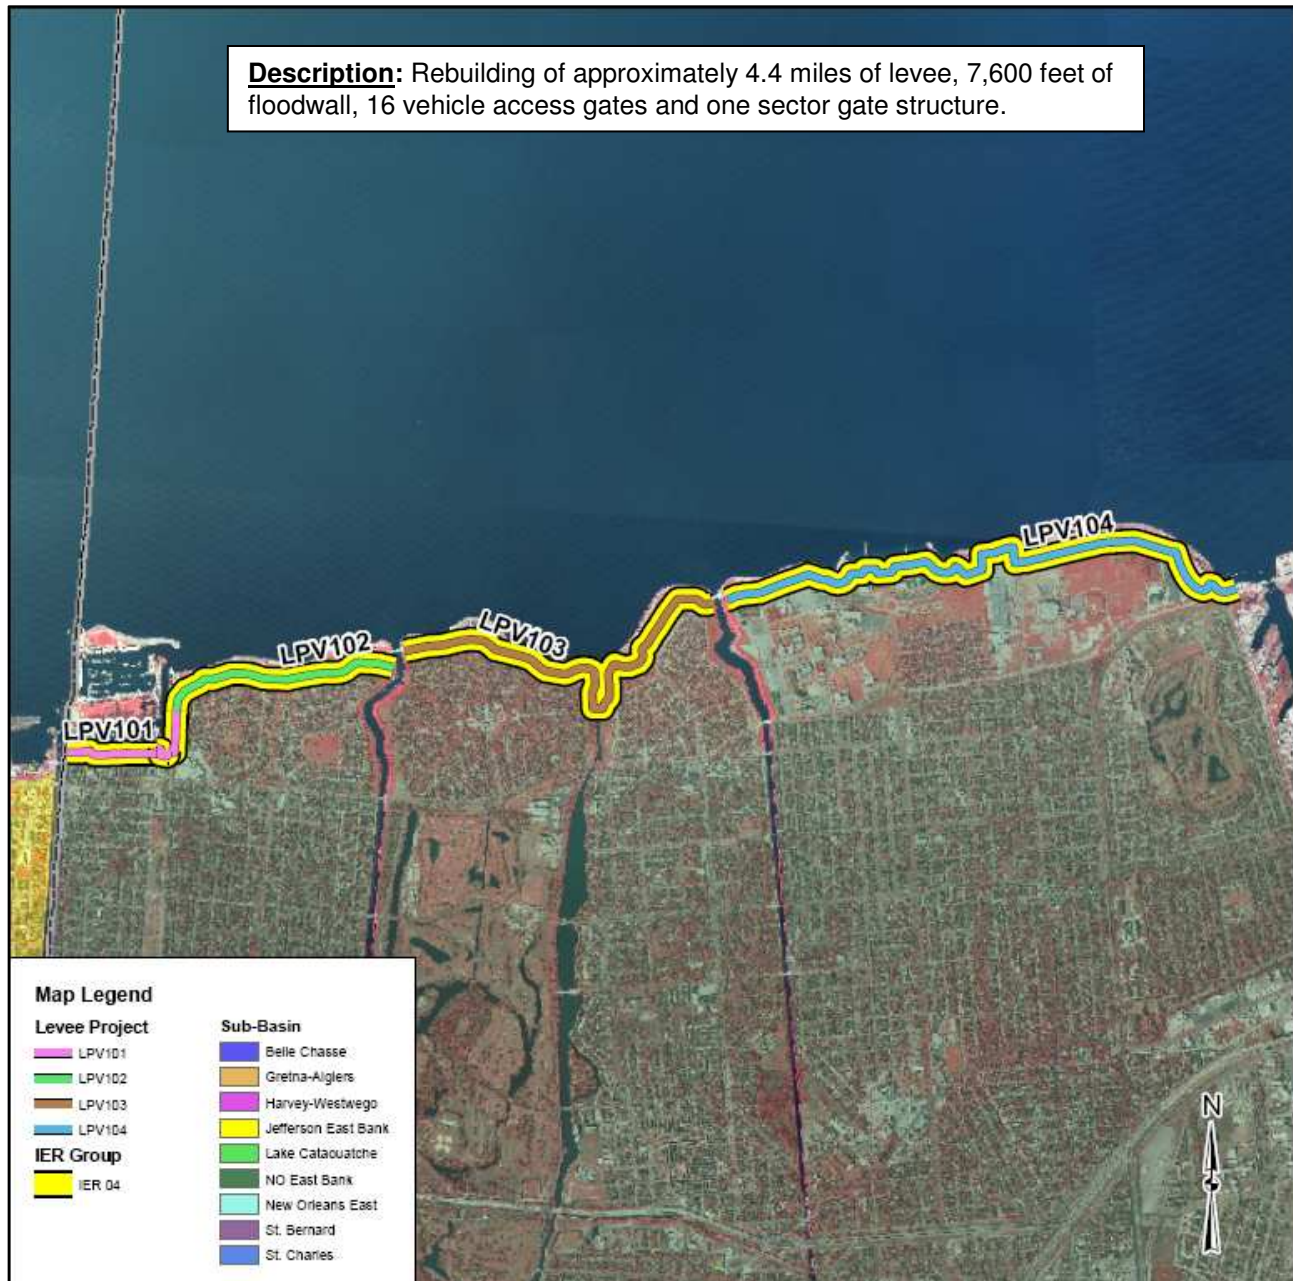 Description: Rebuilding of approximately 4.4 miles of levee, 7,600 feet of
floodwall, 16 vehicle access gates and one sector gate structure.
LPV104
LPV103
LPV102
LPV101
Map Legend
Levee Project
LPV101
LPV102
LPV103
LPV104
IER Group
IER 04
Sub-Basin
Belle Chasse
Gretna-Algiers
Harvey-Westwego
Jefferson East Bank
Lake Cataouatche
NO East Bank
New Orleans East
St. Bernard
St. Charles
N